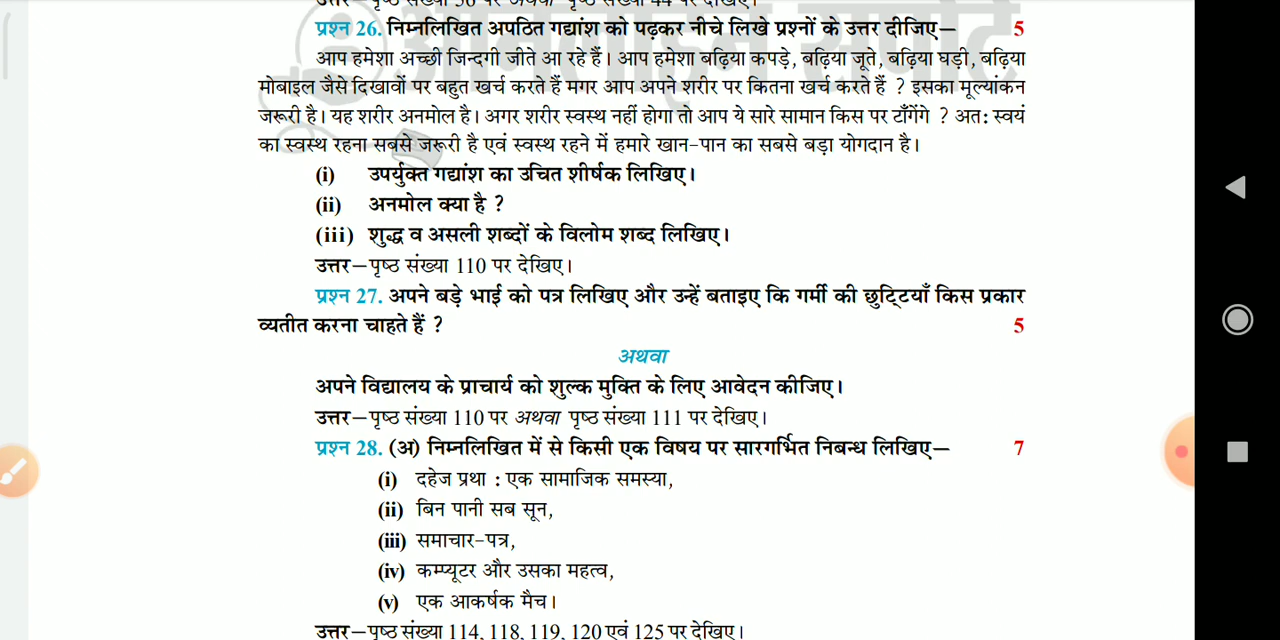 उत्तर—पृष्ठ संख्या 36 पर अथवा पृष्ठ संख्या 44 पर देखिए।
प्रश्न 26. निम्नलिखित अपठित गद्यांश को पढ़कर नीचे लिखे प्रश्नों के उत्तर दीजिए— 5
आप हमेशा अच्छी जिन्दगी जीते आ रहे हैं। आप हमेशा बढ़िया कपड़े, बढ़िया जूते, बढ़िया घड़ी, बढ़िया
मोबाइल जैसे दिखावों पर बहुत खर्च करते हैं मगर आप अपने शरीर पर कितना खर्च करते हैं ? इसका मूल्यांकन
जरूरी है। यह शरीर अनमोल है। अगर शरीर स्वस्थ नहीं होगा तो आप ये सारे सामान किस पर टाँगेंगे ? अत: स्वयं
का स्वस्थ रहना सबसे जरूरी है एवं स्वस्थ रहने में हमारे खान-पान का सबसे बड़ा योगदान है।
(i) उपर्युक्त गद्यांश का उचित शीर्षक लिखिए।
(ii) अनमोल क्या है ?
(iii) शुद्ध व असली शब्दों के विलोम शब्द लिखिए।
उत्तर—पृष्ठ संख्या 110 पर देखिए।
प्रश्न 27. अपने बड़े भाई को पत्र लिखिए और उन्हें बताइए कि गर्मी की छुट्टियाँ किस प्रकार
व्यतीत करना चाहते हैं ? 5
अथवा
अपने विद्यालय के प्राचार्य को शुल्क मुक्ति के लिए आवेदन कीजिए।
उत्तर—पृष्ठ संख्या 110 पर अथवा पृष्ठ संख्या 111 पर देखिए।
प्रश्न 28. (अ) निम्नलिखित में से किसी एक विषय पर सारगर्भित निबन्ध लिखिए— 7
(i) दहेज प्रथा : एक सामाजिक समस्या,
(ii) बिन पानी सब सून,
(iii) समाचार-पत्र,
(iv) कम्प्यूटर और उसका महत्व,
(v) एक आकर्षक मैच।
उत्तर—पृष्ठ संख्या 114, 118, 119, 120 एवं 125 पर देखिए।